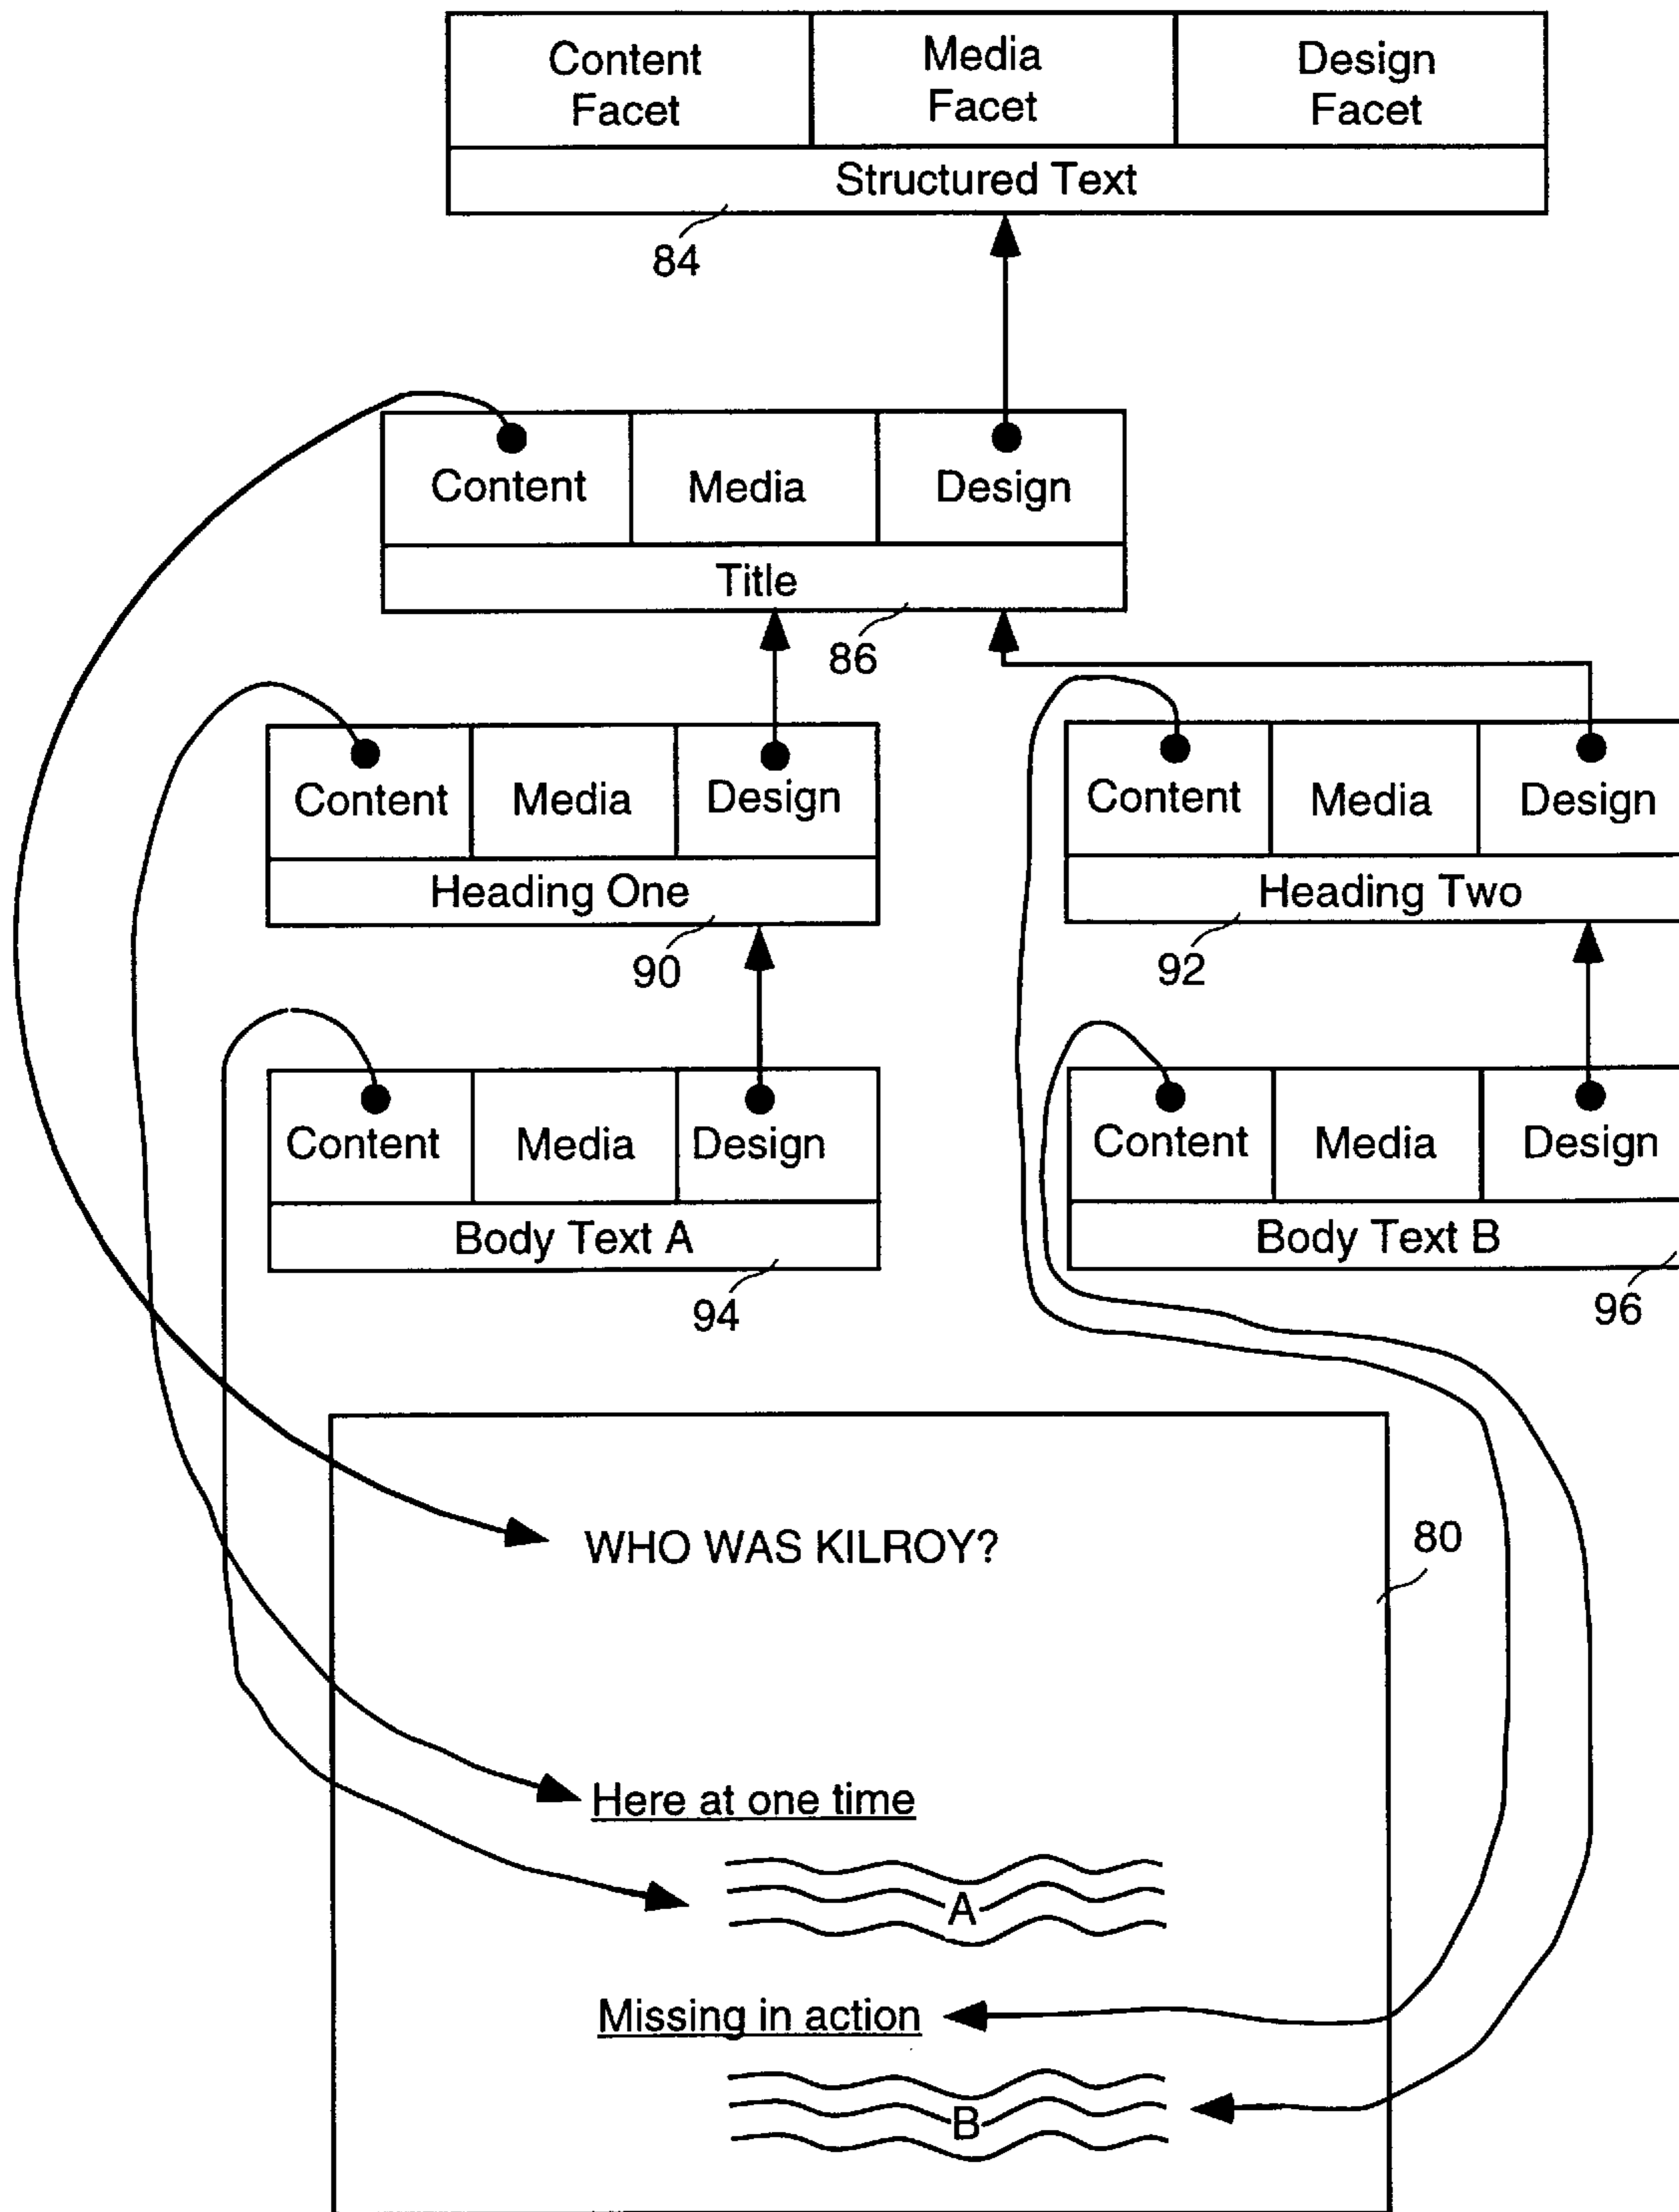 Content Facet
Media Facet
Design Facet
Structured Text
84
Content
Media
Design
Title
86
Content
Media
Design
Heading One
90
Content
Media
Design
Heading Two
92
Content
Media
Design
Body Text A
94
Content
Media
Design
Body Text B
96
80
WHO WAS KILROY?
Here at one time
A
Missing in action
B